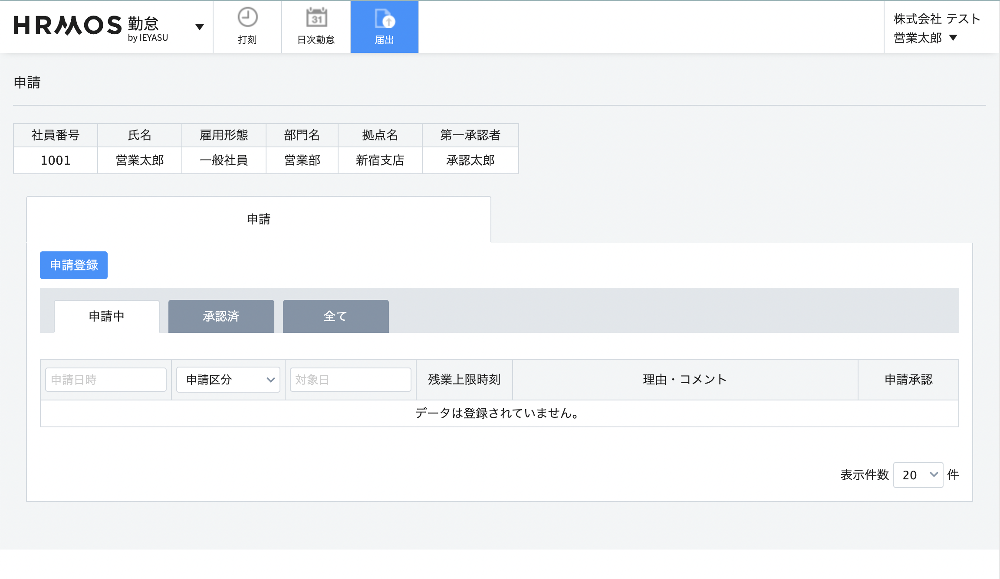 HRMOS 勤怠
by IEYASU
打刻
31
日次勤怠
届出
株式会社 テスト
営業太郎
申請
社員番号 氏名 雇用形態 部門名 拠点名 第一承認者
1001 営業太郎 一般社員 営業部 新宿支店 承認太郎
申請
申請登録
申請中 承認済 全て
申請日時 申請区分 対象日 残業上限時刻 理由・コメント 申請承認
データは登録されていません。
表示件数 20 件